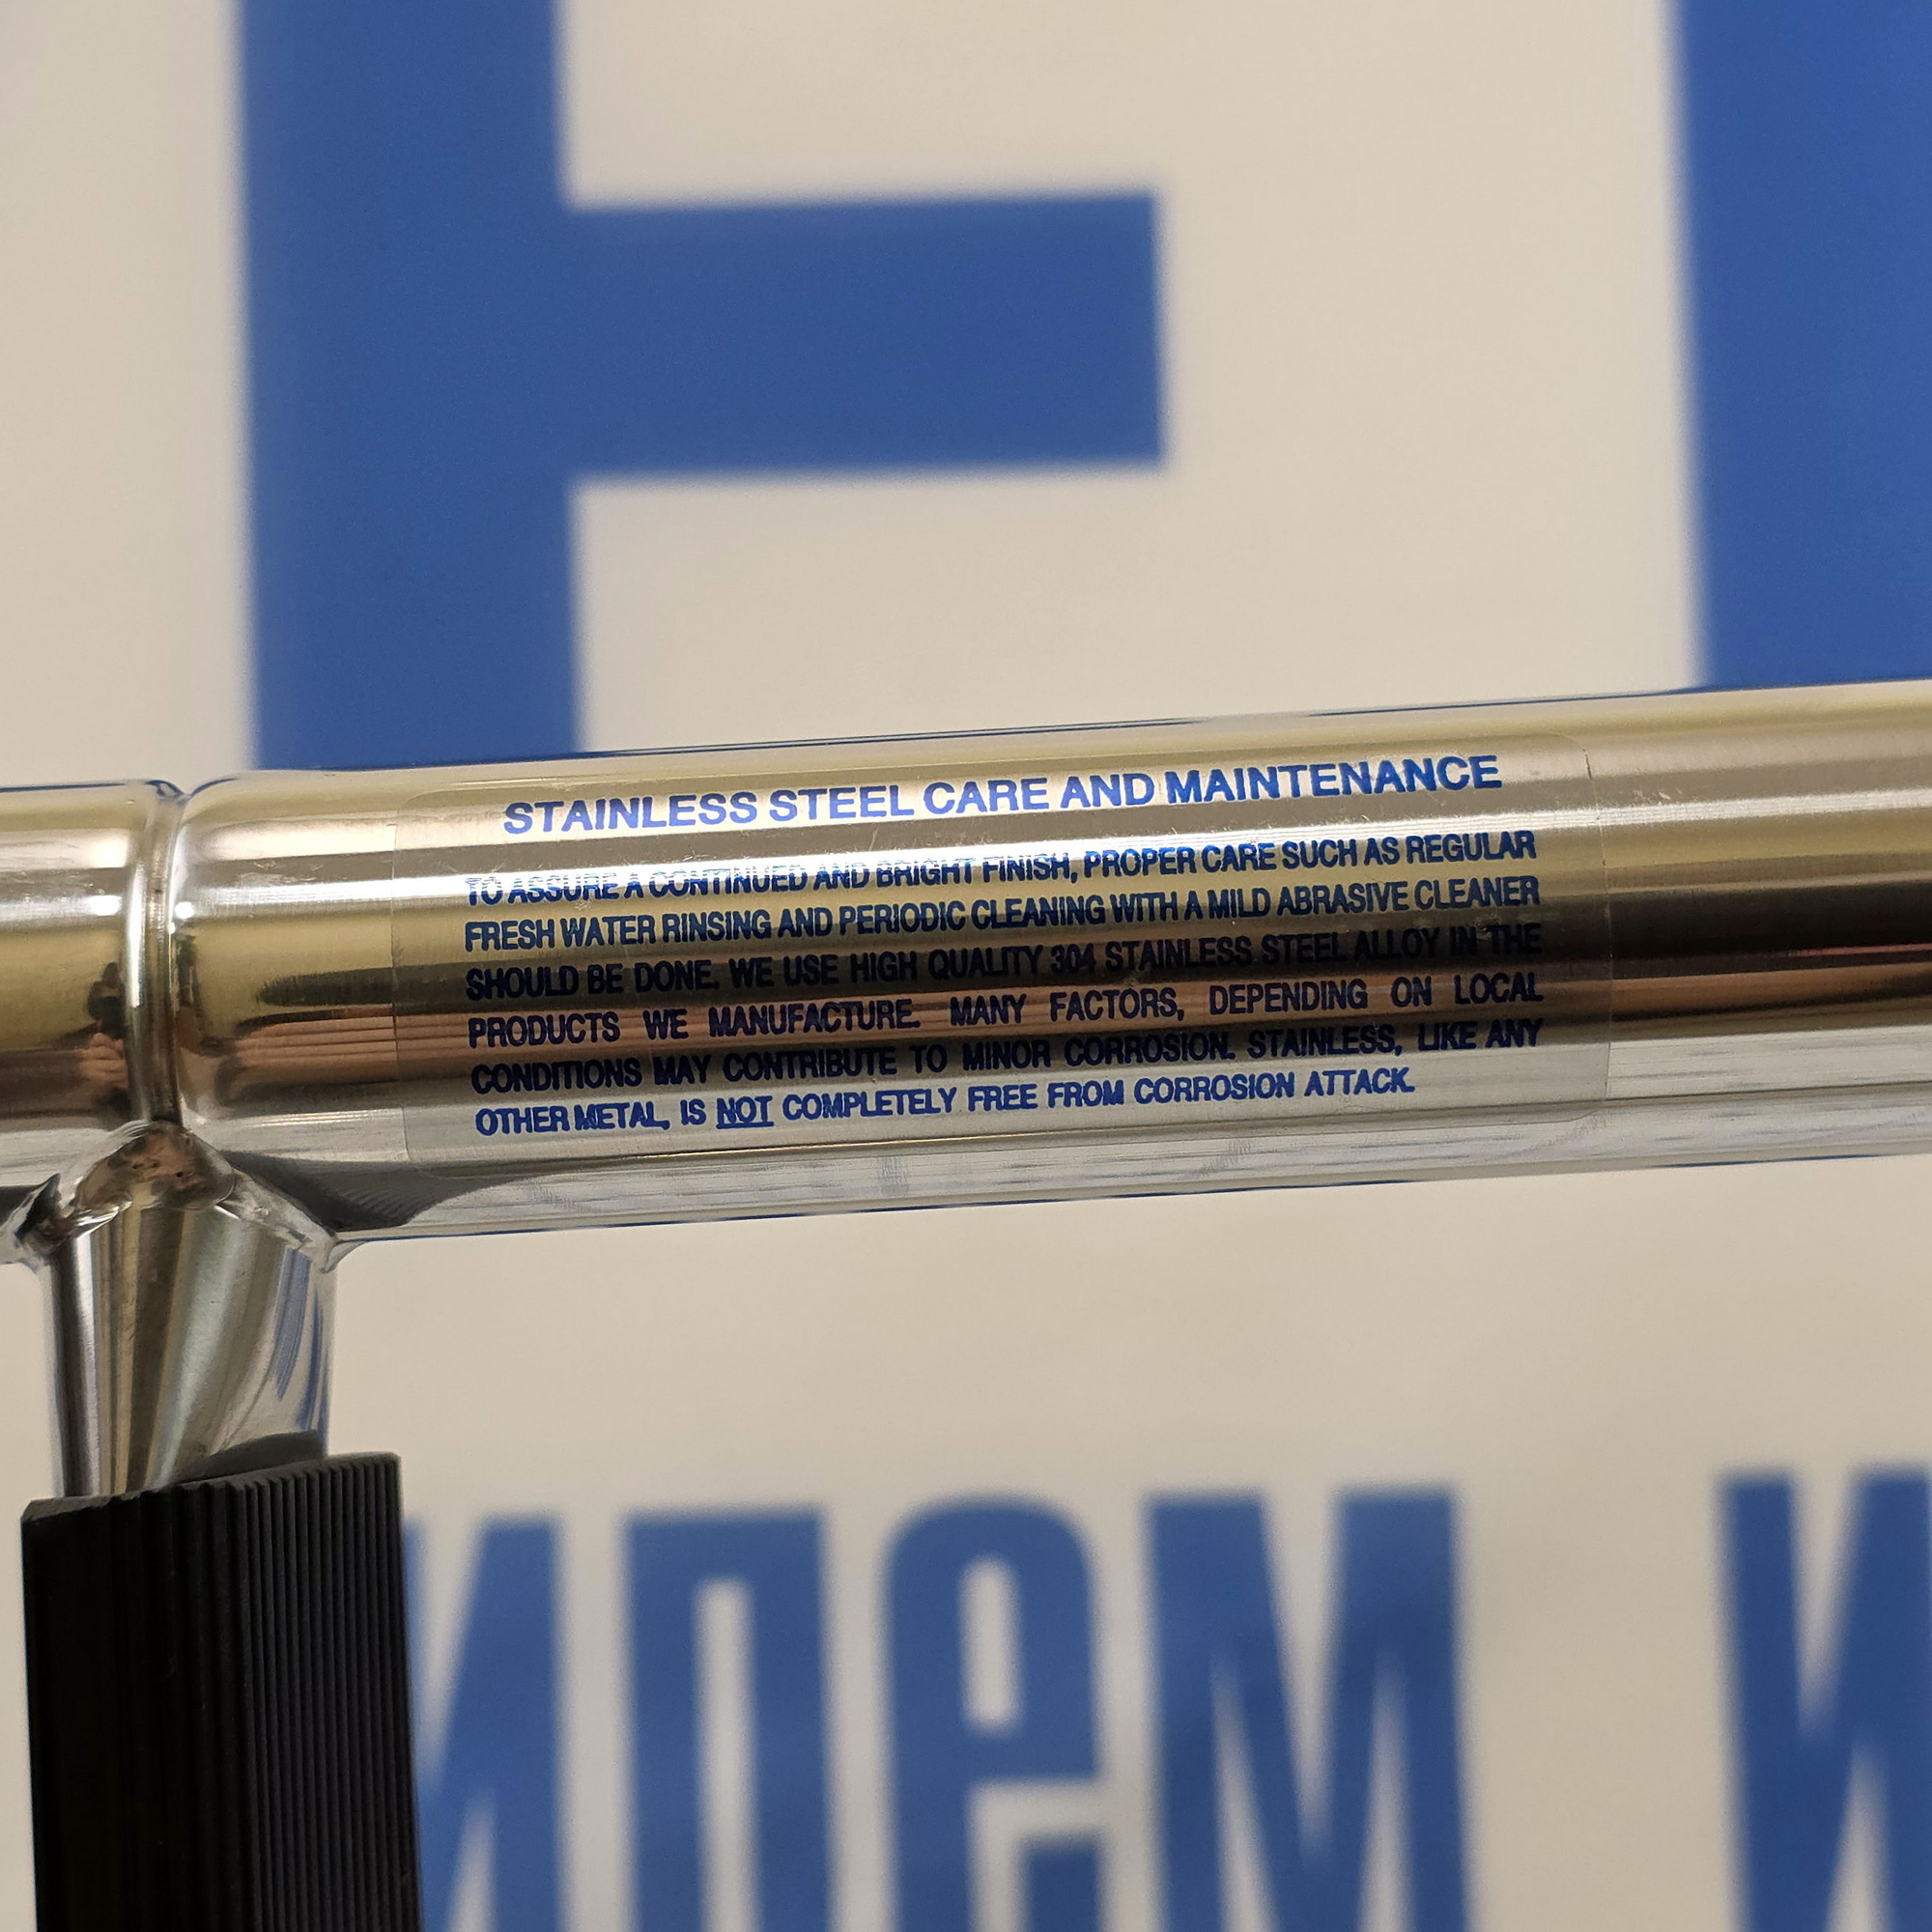 STAINLESS STEEL CARE AND MAINTENANCE
TO ASSURE A CONTINUED AND BRIGHT FINISH, PROPER CARE SUCH AS REGULAR
FRESH WATER RINSING AND PERIODIC CLEANING WITH A MILD ABRASIVE CLEANER
SHOULD BE DONE. WE USE HIGH QUALITY 304 STAINLESS STEEL ALLOY IN THE
PRODUCTS WE MANUFACTURE. MANY FACTORS, DEPENDING ON LOCAL
CONDITIONS MAY CONTRIBUTE TO MINOR CORROSION. STAINLESS, LIKE ANY
OTHER METAL, IS NOT COMPLETELY FREE FROM CORROSION ATTACK.